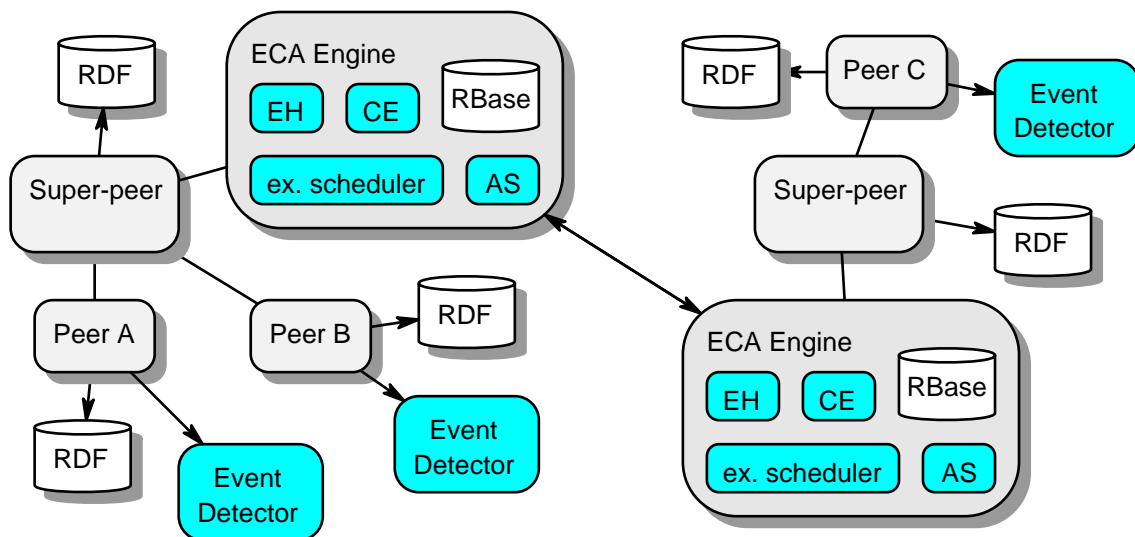 RDF
ECA Engine
EH
CE
RBase
ex. scheduler
AS
Super-peer
Peer A
Peer B
RDF
RDF
Event
Detector
Event
Detector
RDF
Peer C
Event
Detector
Super-peer
RDF
ECA Engine
EH
CE
RBase
ex. scheduler
AS